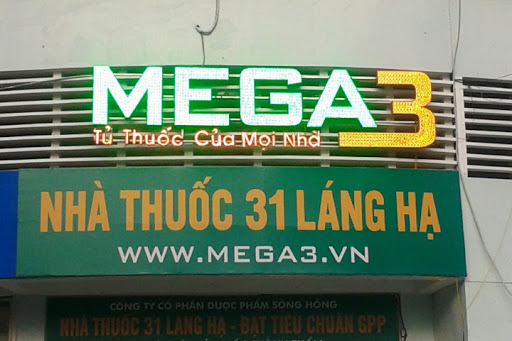 MEGA3
Tủ Thuốc Của Mọi Nhà
NHÀ THUỐC 31 LÁNG HẠ
WWW.MEGA3.VN
CÔNG TY CỔ PHẦN DƯỢC PHẨM SÔNG HỒNG
NHÀ THUỐC 31 LÁNG HẠ - ĐẠT TIÊU CHUẨN GPP